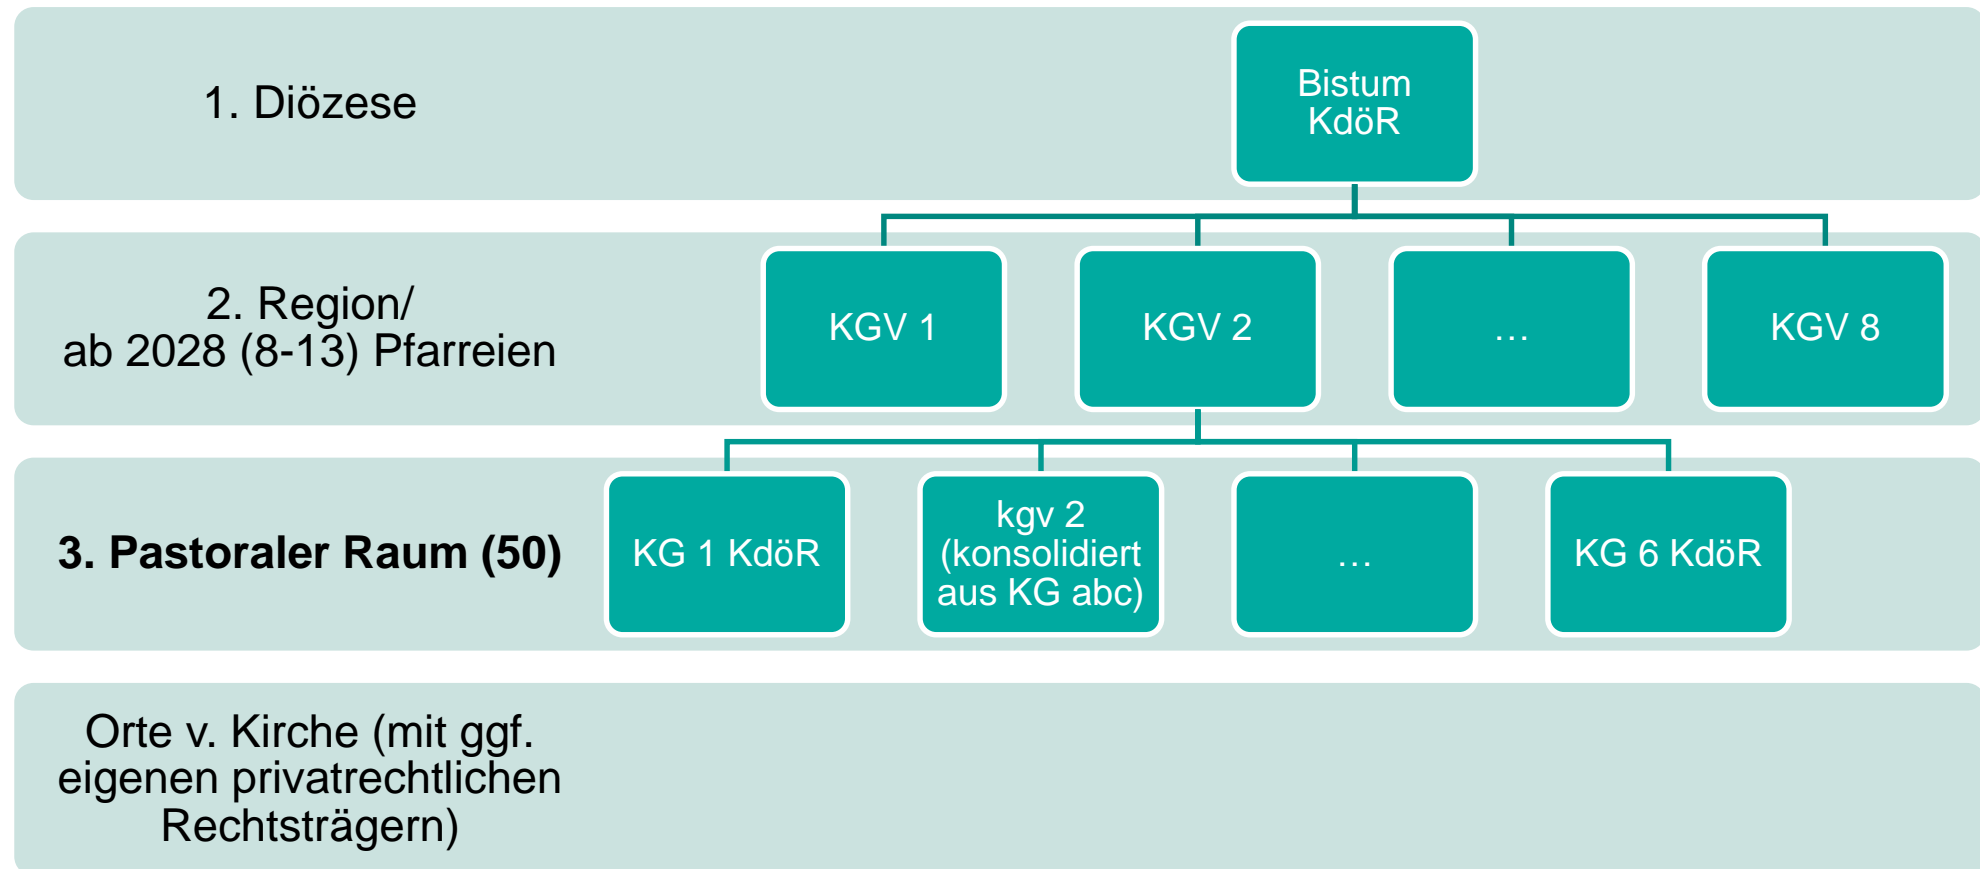 1. Diözese
Bistum
KdöR
2. Region/
ab 2028 (8-13) Pfarreien
KGV 1
KGV 2
…
KGV 8
3. Pastoraler Raum (50)
KG 1 KdöR
kgv 2
(konsolidiert
aus KG abc)
…
KG 6 KdöR
Orte v. Kirche (mit ggf.
eigenen privatrechtlichen
Rechtsträgern)